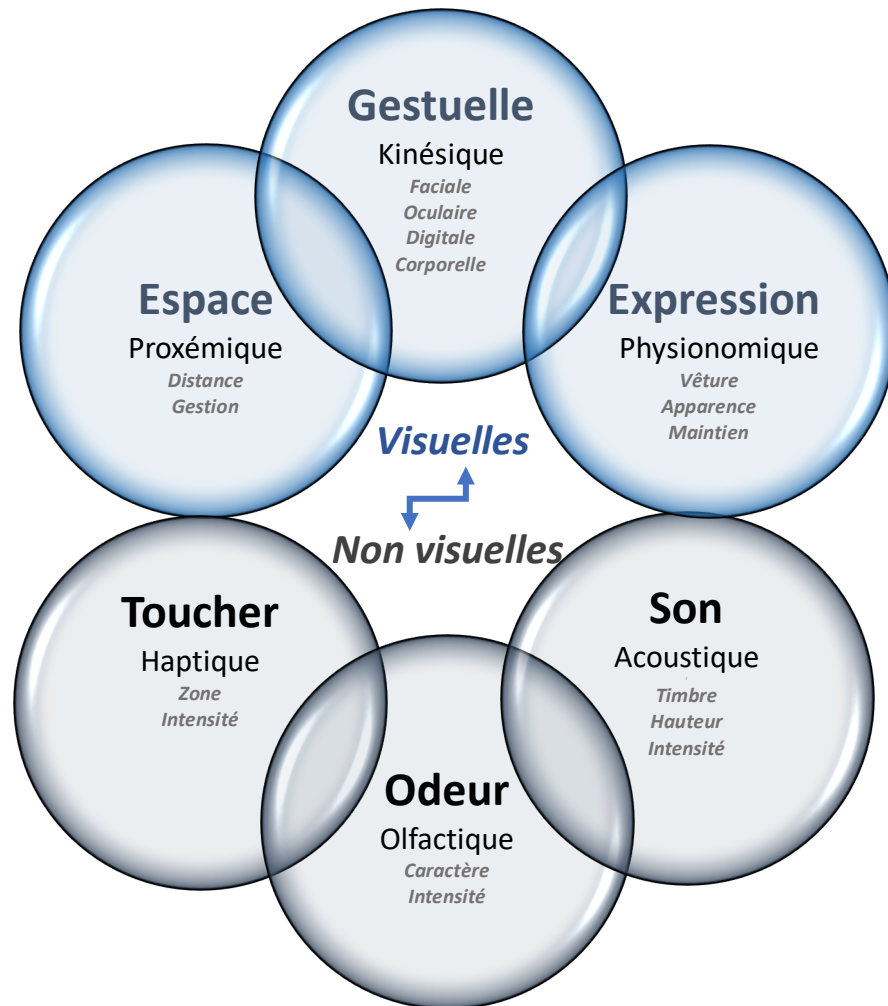 Gestuelle
Kinésique
Faciale
Oculaire
Digitale
Corporelle
Espace
Proxémique
Distance
Gestion
Expression
Physionomique
Vêture
Apparence
Maintien
Visuelles
Non visuelles
Toucher
Haptique
Zone
Intensité
Son
Acoustique
Timbre
Hauteur
Intensité
Odeur
Olfactique
Caractère
Intensité